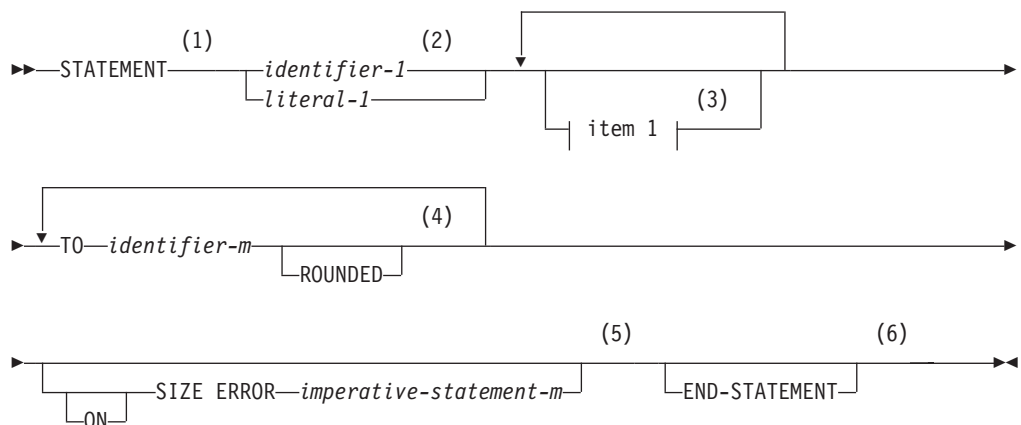 (1) (2)
STATEMENT identifier-1
literal-1 (3)
item 1
(4)
TO identifier-m
ROUNDED
(5) (6)
SIZE ERROR imperative-statement-m END-STATEMENT
ON